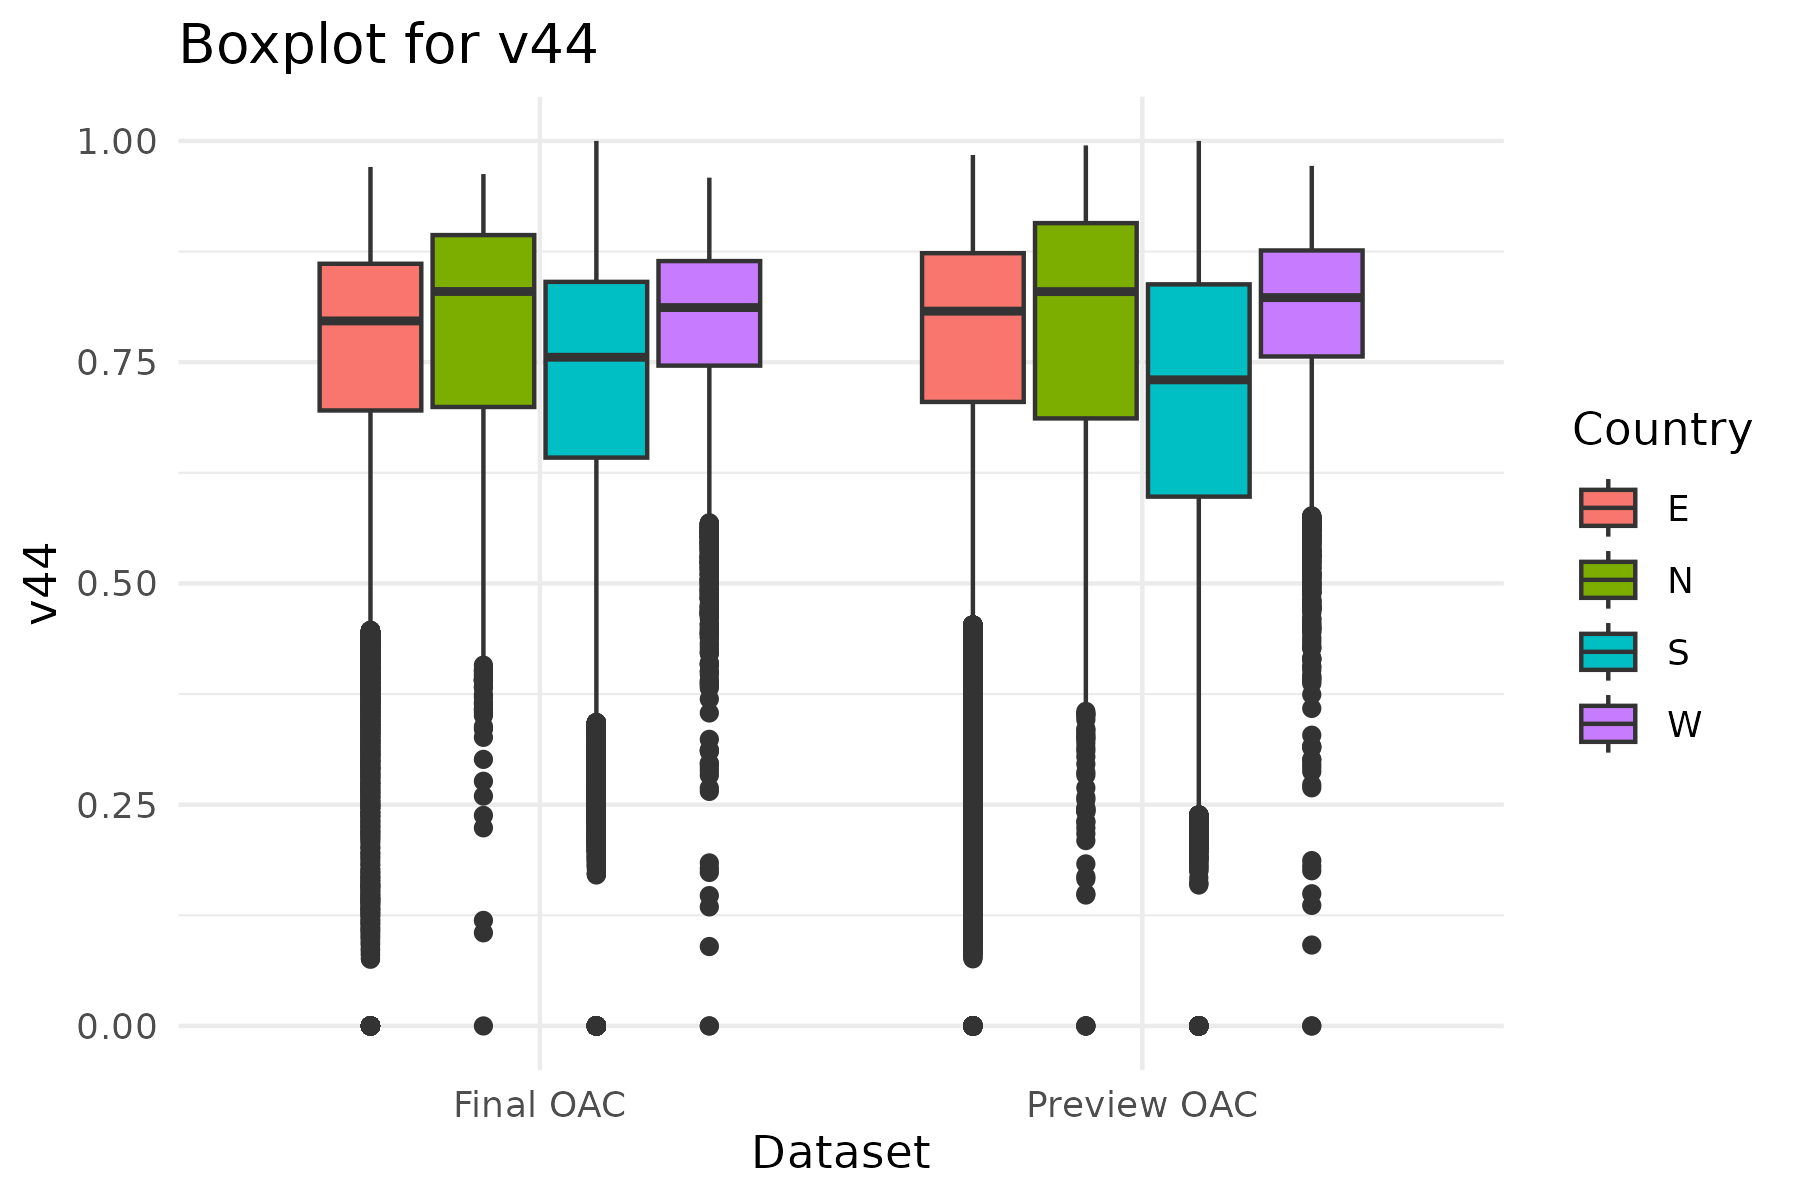 Boxplot for v44
1.00
0.75
0.50
0.25
0.00
v44
Final OAC
Preview OAC
Dataset
Country
E
N
S
W